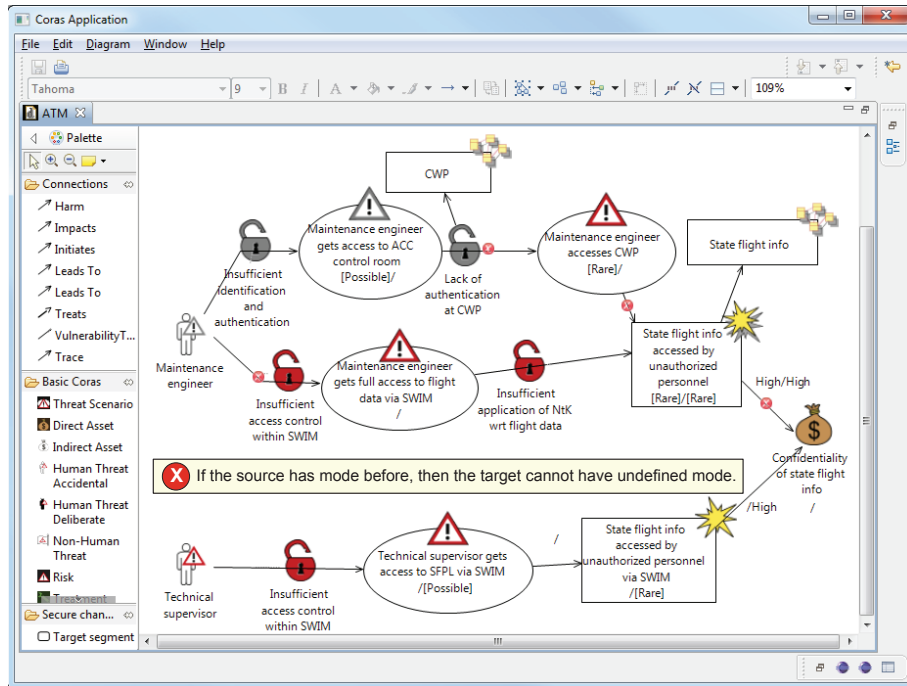 Coras Application
File Edit Diagram Window Help
Tahoma 9 B I A 109%
ATM
Palette
Connections
Harm
Impacts
Initiates
Leads To
Leads To
Treats
VulnerabilityT...
Trace
Basic Coras
Threat Scenario
Direct Asset
Indirect Asset
Human Threat
Accidental
Human Threat
Deliberate
Non-Human
Threat
Risk
Treatment
Secure chan...
Target segment
CWP
Maintenance engineer
gets access to ACC
control room
[Possible]/
Maintenance engineer
accesses CWP
[Rare]/
State flight info
Insufficient
identification
and
authentication
Lack of
authentication
at CWP
Maintenance
engineer
Insufficient
access control
within SWIM
Maintenance engineer
gets full access to flight
data via SWIM
/
Insufficient
application of NtK
wrt flight data
State flight info
accessed by
unauthorized
personnel
[Rare]/[Rare]
High/High
Confidentiality
of state flight
info
/
X If the source has mode before, then the target cannot have undefined mode.
/High
Technical
supervisor
Insufficient
access control
within SWIM
Technical supervisor gets
access to SFPL via SWIM
/[Possible]
/
State flight info
accessed by
unauthorized personnel
via SWIM
/[Rare]